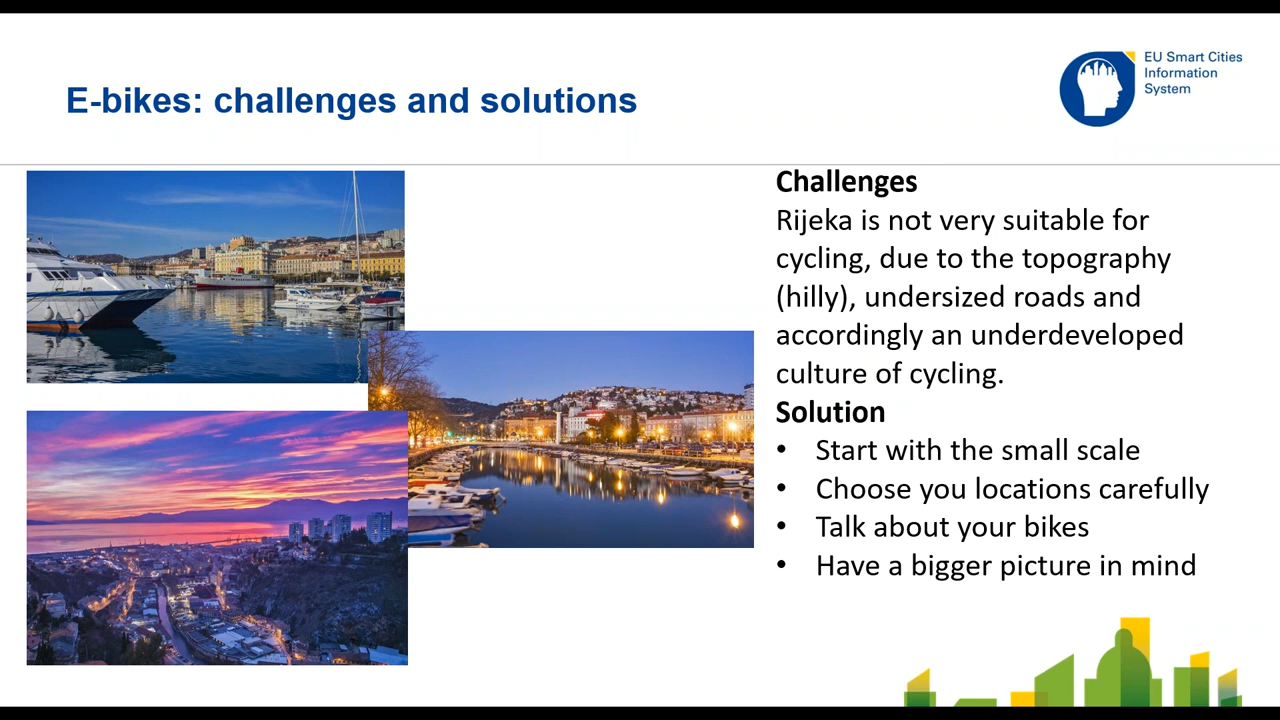 E-bikes: challenges and solutions
EU Smart Cities
Information
System
Challenges
Rijeka is not very suitable for
cycling, due to the topography
(hilly), undersized roads and
accordingly an underdeveloped
culture of cycling.
Solution
• Start with the small scale
• Choose you locations carefully
• Talk about your bikes
• Have a bigger picture in mind